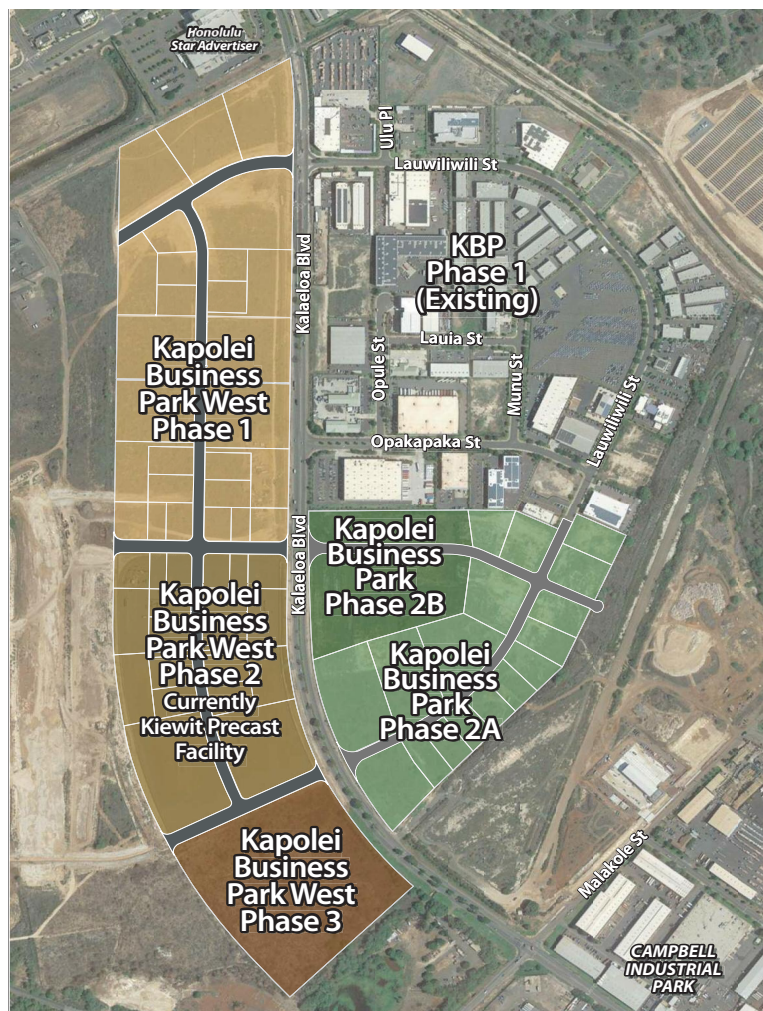 Honolulu
Star Advertiser
Ulu Pl
Lauwiliwili St
KBP
Phase 1
(Existing)
Kalaeloa Blvd
Lauia St
Opule St
Munu St
Kapolei
Business
Park West
Phase 1
Lauwiliwili St
Opakapaka St
Kalaeloa Blvd
Kapolei
Business
Park
Phase 2B
Kapolei
Business
Park West
Phase 2
Currently
Kiewit Precast
Facility
Kapolei
Business
Park
Phase 2A
Kapolei
Business
Park West
Phase 3
Malakole St
CAMPBELL
INDUSTRIAL
PARK